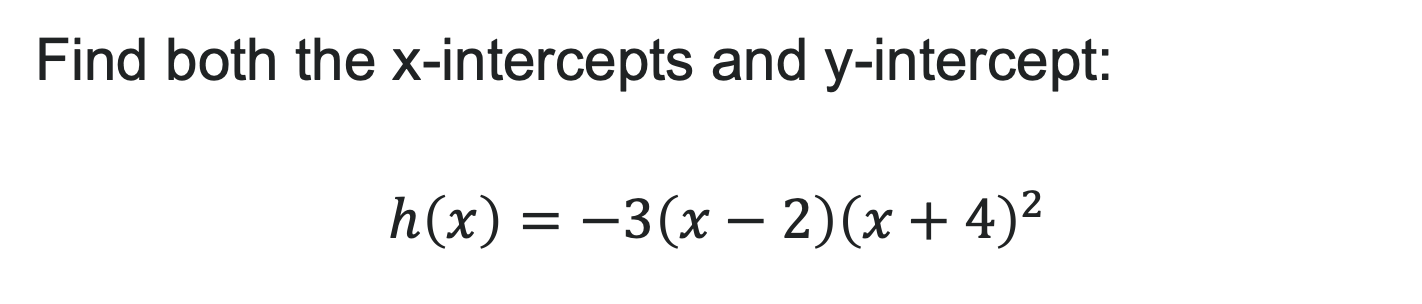 Find both the x-intercepts and y-intercept:
h(x) = −3(x − 2)(x + 4)²